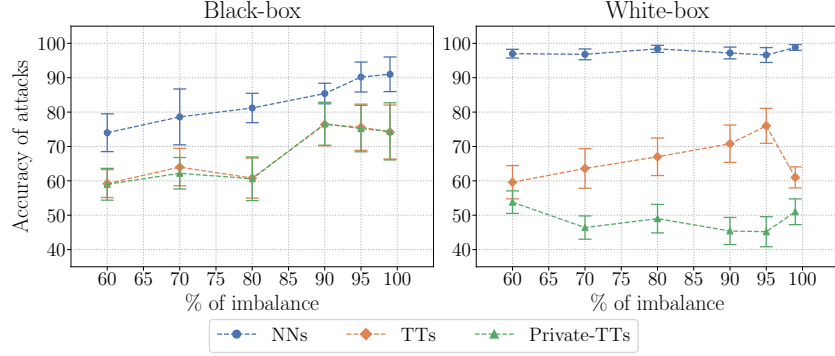 Black-box
White-box
Accuracy of attacks
100
90
80
70
60
50
40
60 65 70 75 80 85 90 95 100
% of imbalance
100
90
80
70
60
50
40
60 65 70 75 80 85 90 95 100
% of imbalance
NNs TTs Private-TTs